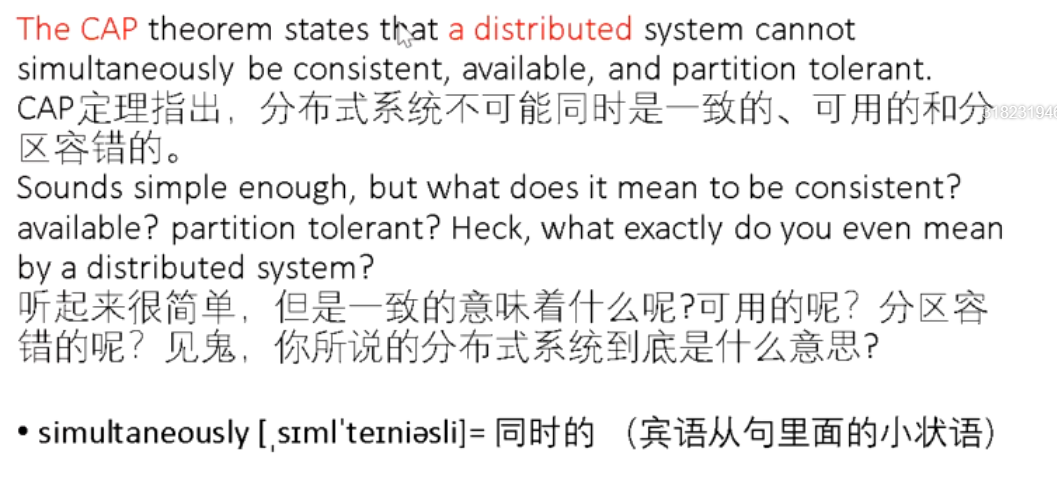 The CAP theorem states that a distributed system cannot
simultaneously be consistent, available, and partition tolerant.
CAP定理指出，分布式系统不可能同时是一致的、可用的和分
区容错的。
Sounds simple enough, but what does it mean to be consistent?
available? partition tolerant? Heck, what exactly do you even mean
by a distributed system?
听起来很简单，但是一致的意味着什么呢?可用的呢？分区容
错的呢？见鬼，你所说的分布式系统到底是什么意思?
• simultaneously [ˌsɪmlˈteɪniəsli]= 同时的 （宾语从句里面的小状语）